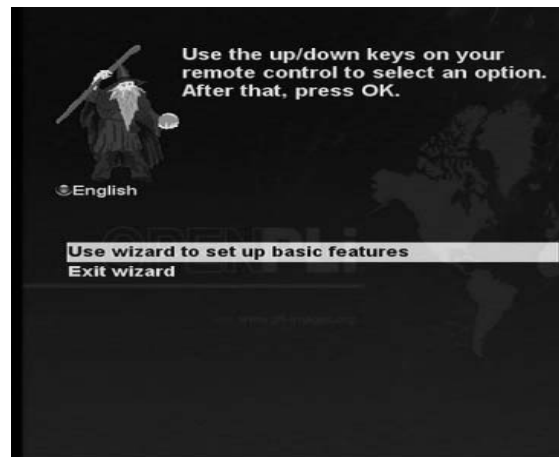 Use the up/down keys on your
remote control to select an option.
After that, press OK.
English
OPENPLi
Use wizard to set up basic features
Exit wizard